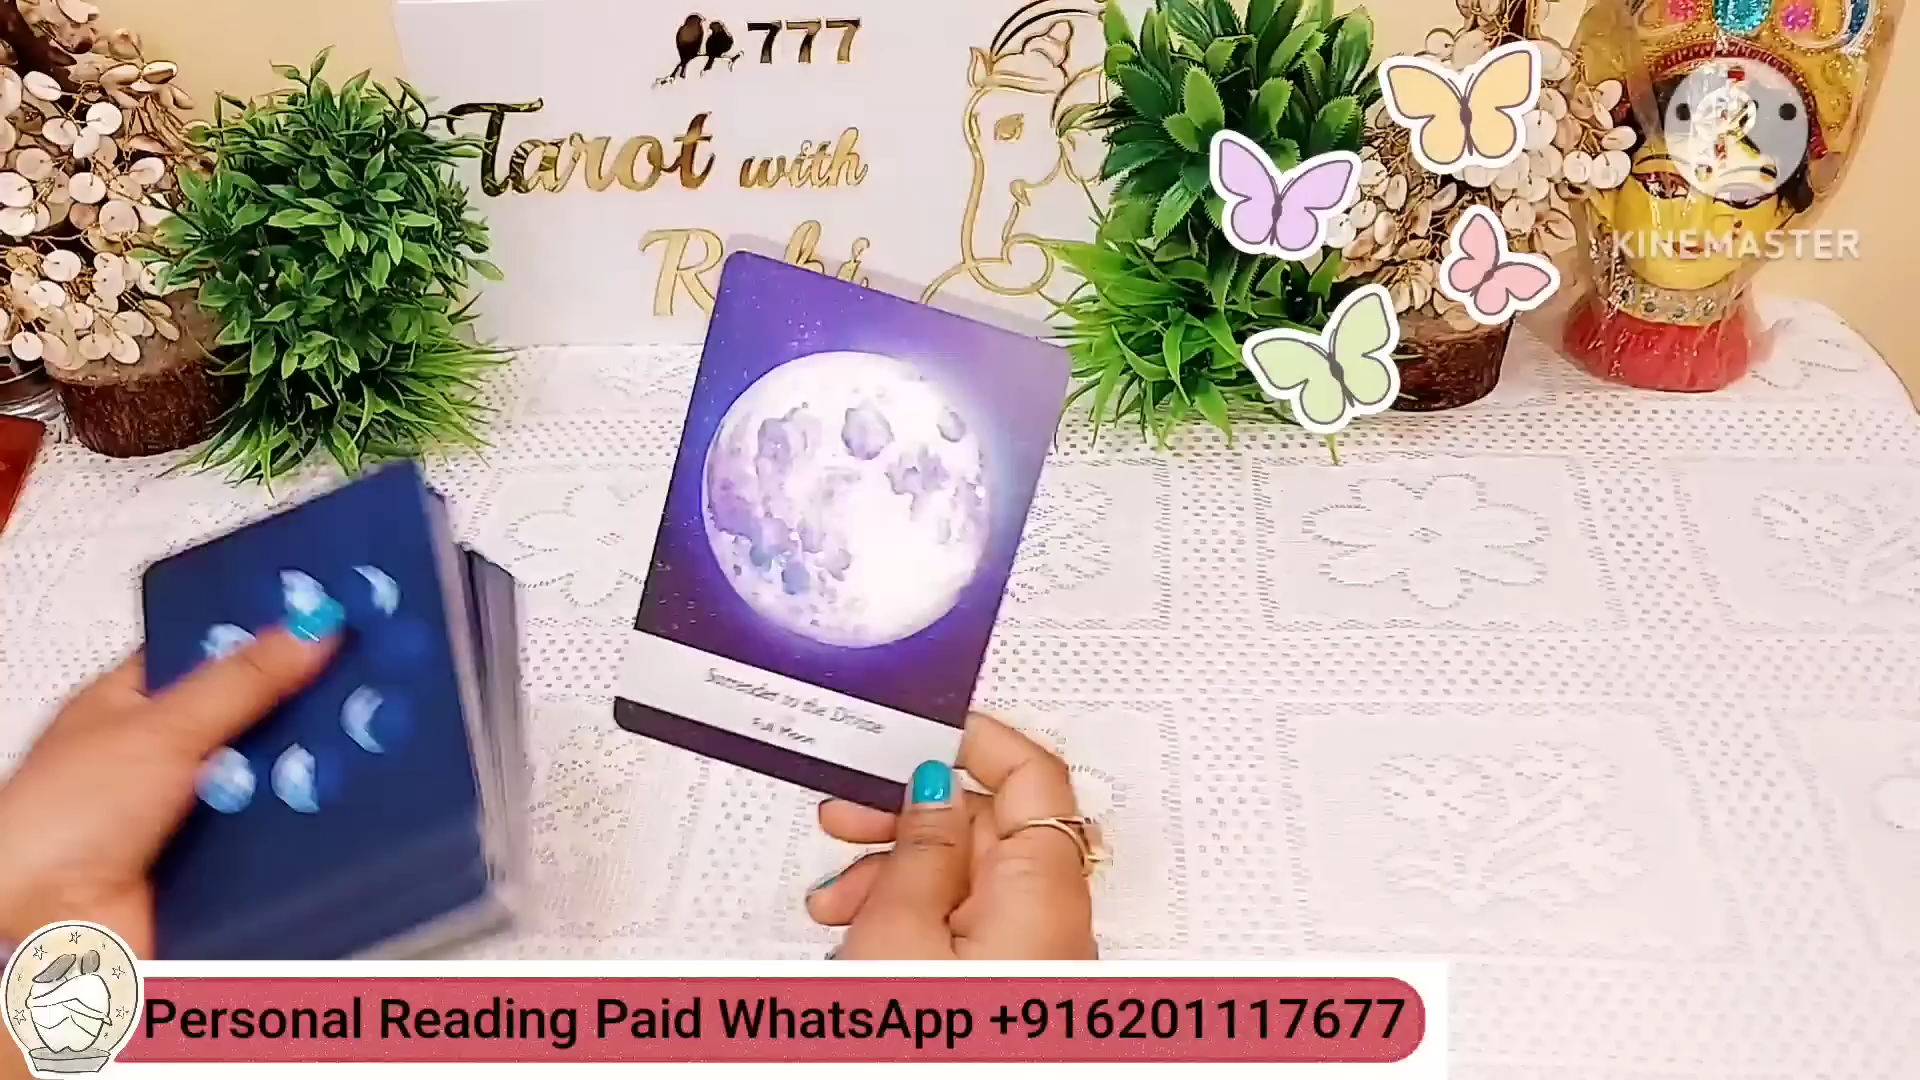 777
Tarot with
KINEMASTER
Surrender to the Divine
Full Moon
Personal Reading Paid WhatsApp +916201117677